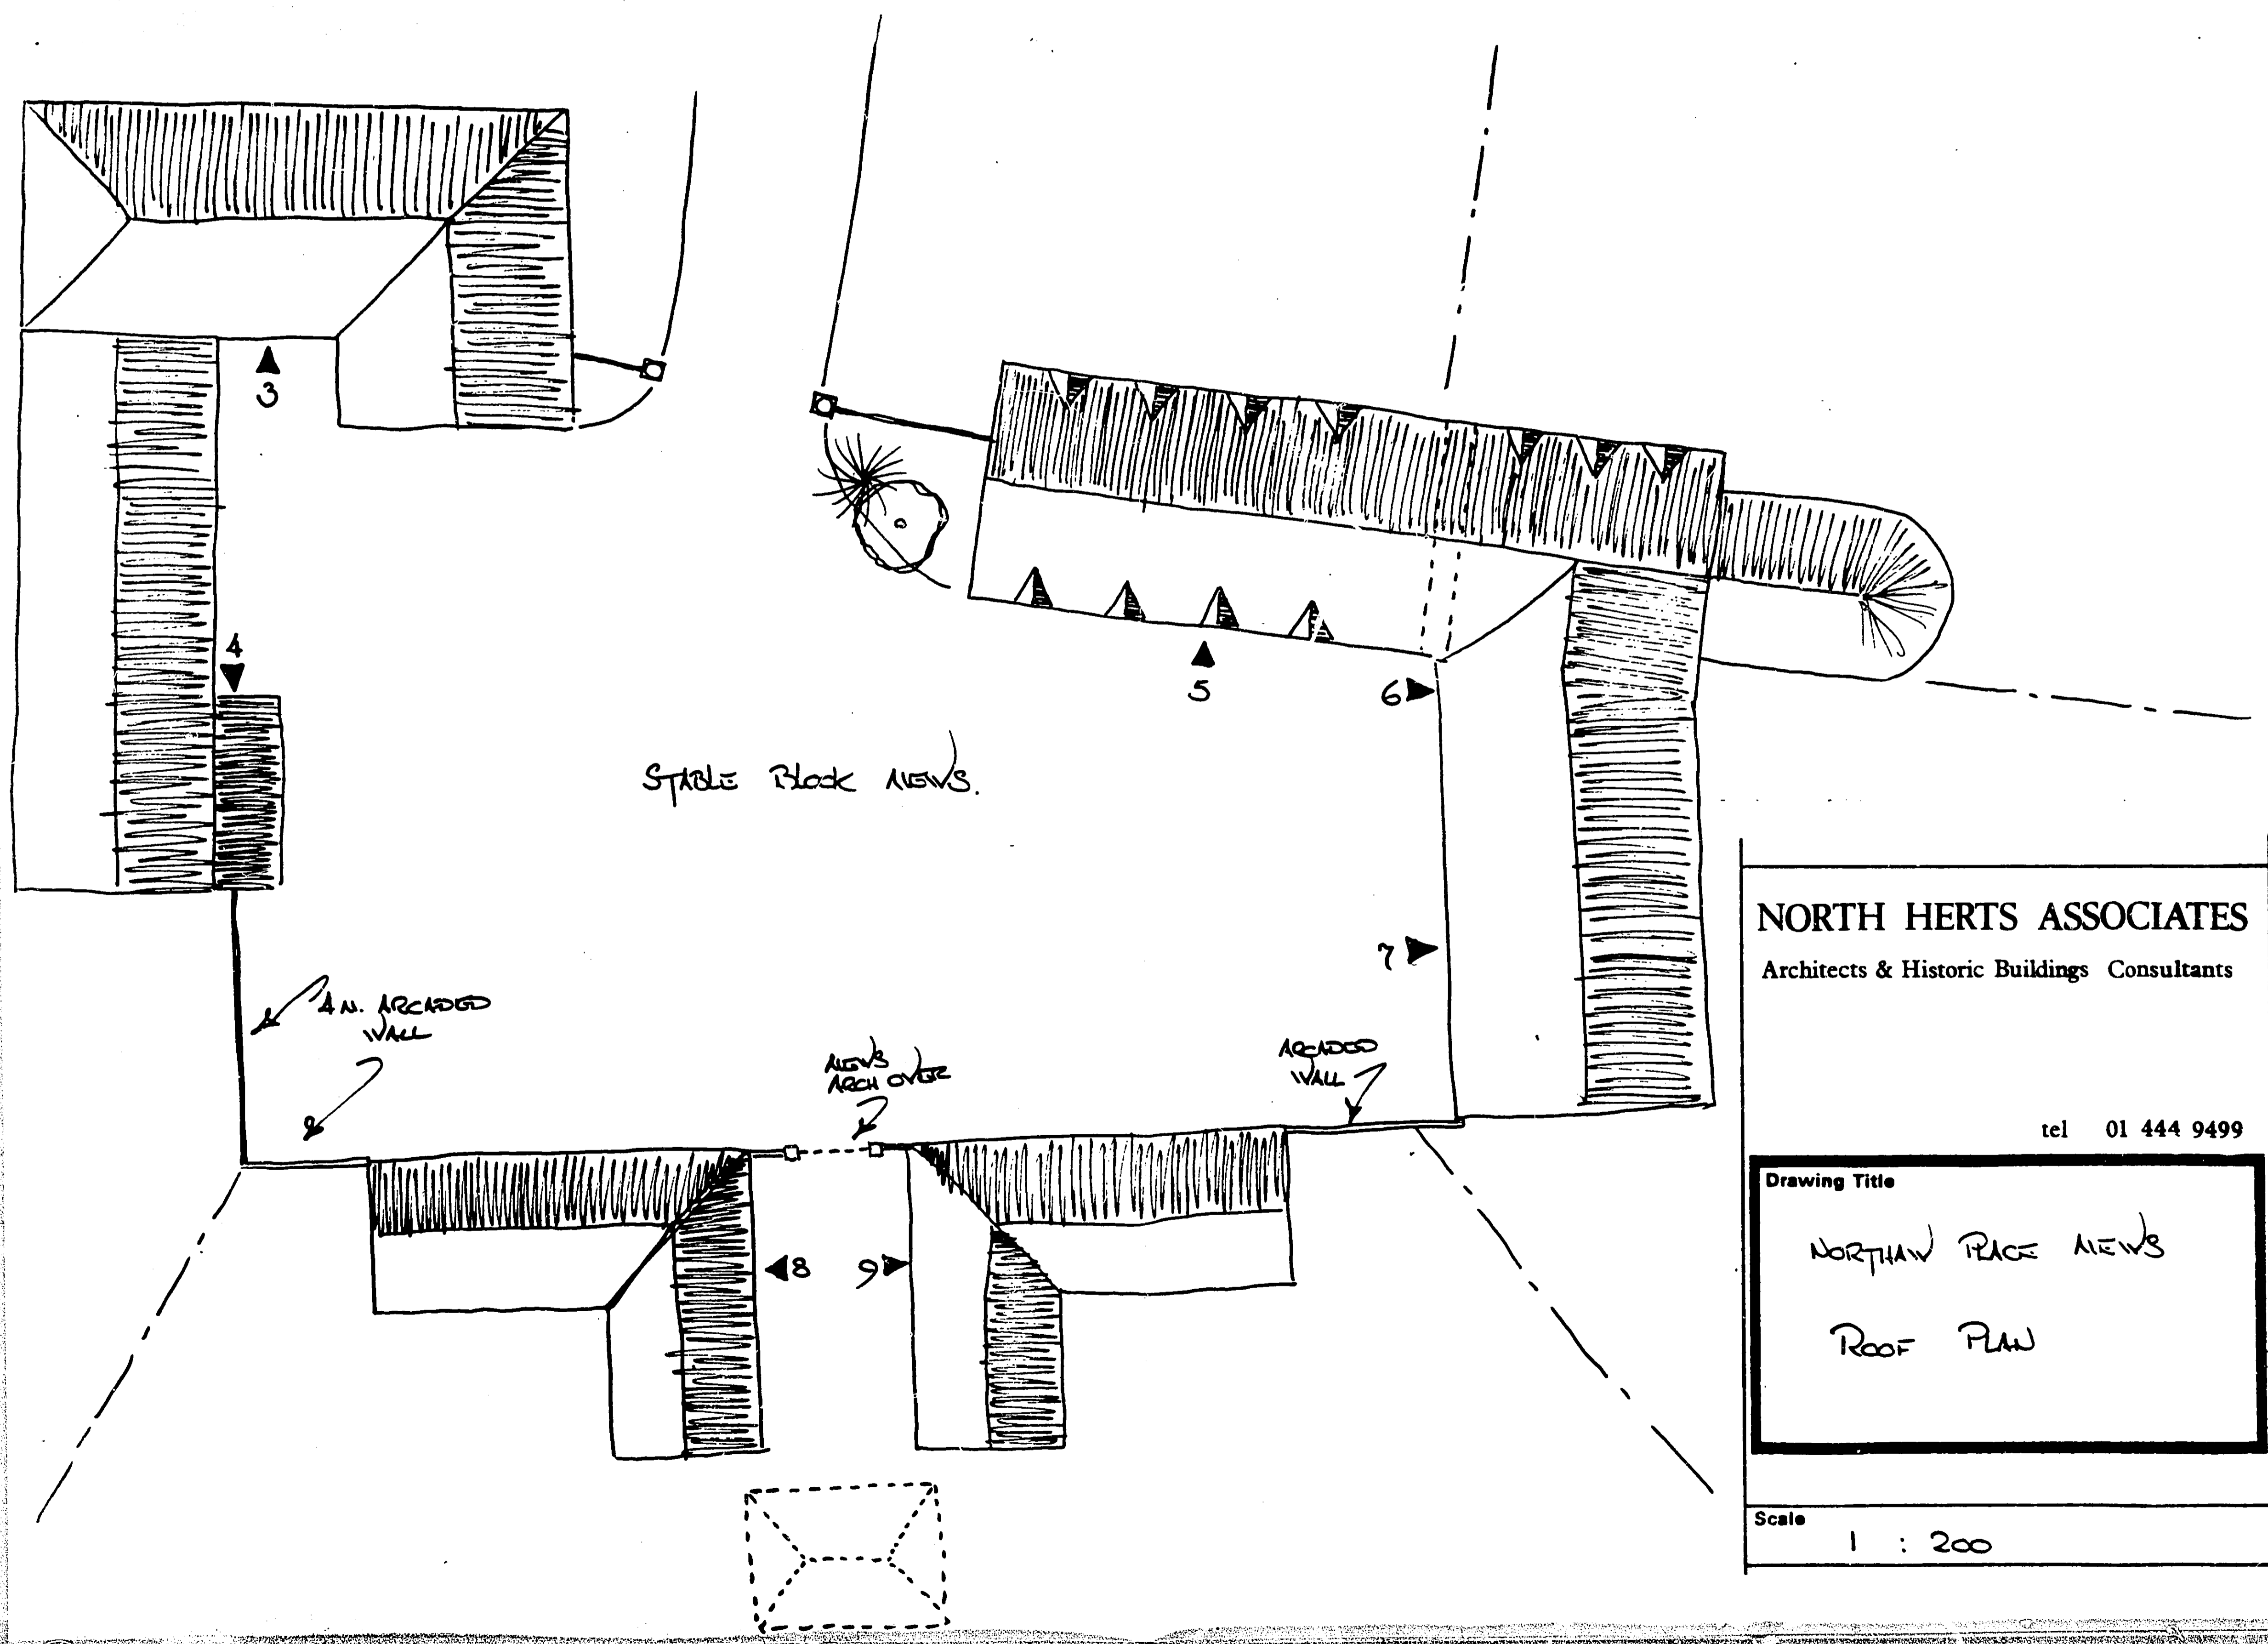 3
4
5
6
STABLE BLOCK MEWS.
7
NORTH HERTS ASSOCIATES
Architects & Historic Buildings Consultants
4 M. ARCADED
WALL
MEWS
ARCH OVER
ARCADED
WALL
tel 01 444 9499
Drawing Title
NORTHAW PLACE MEWS
ROOF PLAN
8
9
Scale
1 : 200